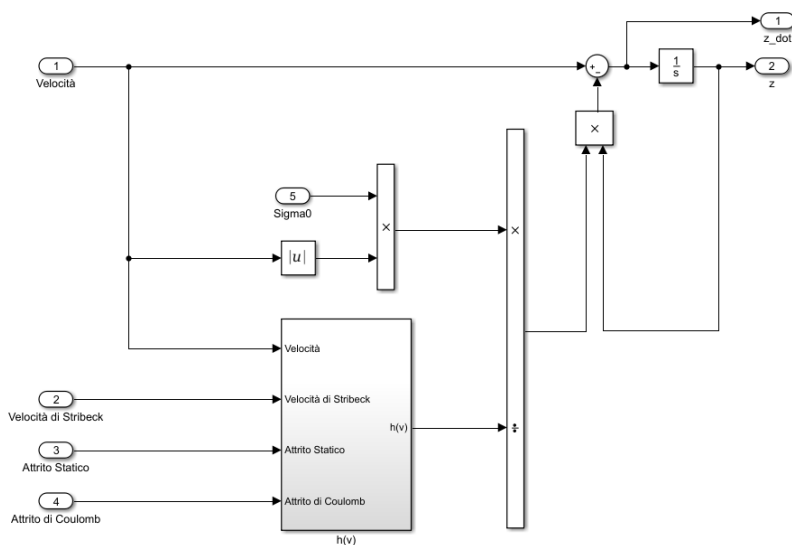 1
z_dot
1
Velocità
+
−
1
s
2
z
×
5
Sigma0
×
×
|u|
Velocità
2
Velocità di Stribeck
Velocità di Stribeck
h(v)
÷
3
Attrito Statico
Attrito Statico
4
Attrito di Coulomb
Attrito di Coulomb
h(v)